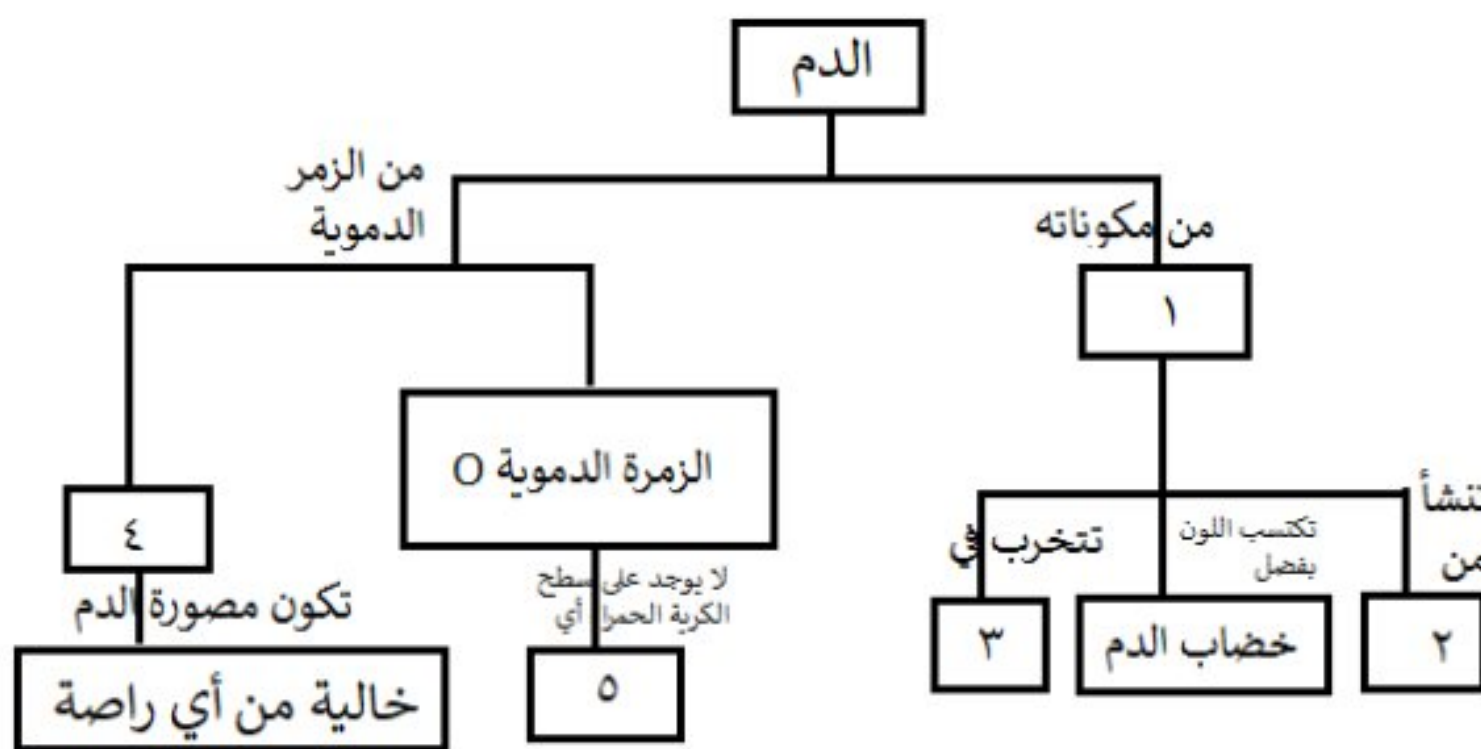 الدم
من مكوناته
١
تنشأ
من
٢
تكتسب اللون
بفضل
خضاب الدم
تتخرب في
٣
من الزمر
الدموية
الزمرة الدموية O
لا يوجد على سطح
الكرية الحمراء أي
٥
٤
تكون مصورة الدم
خالية من أي راصة